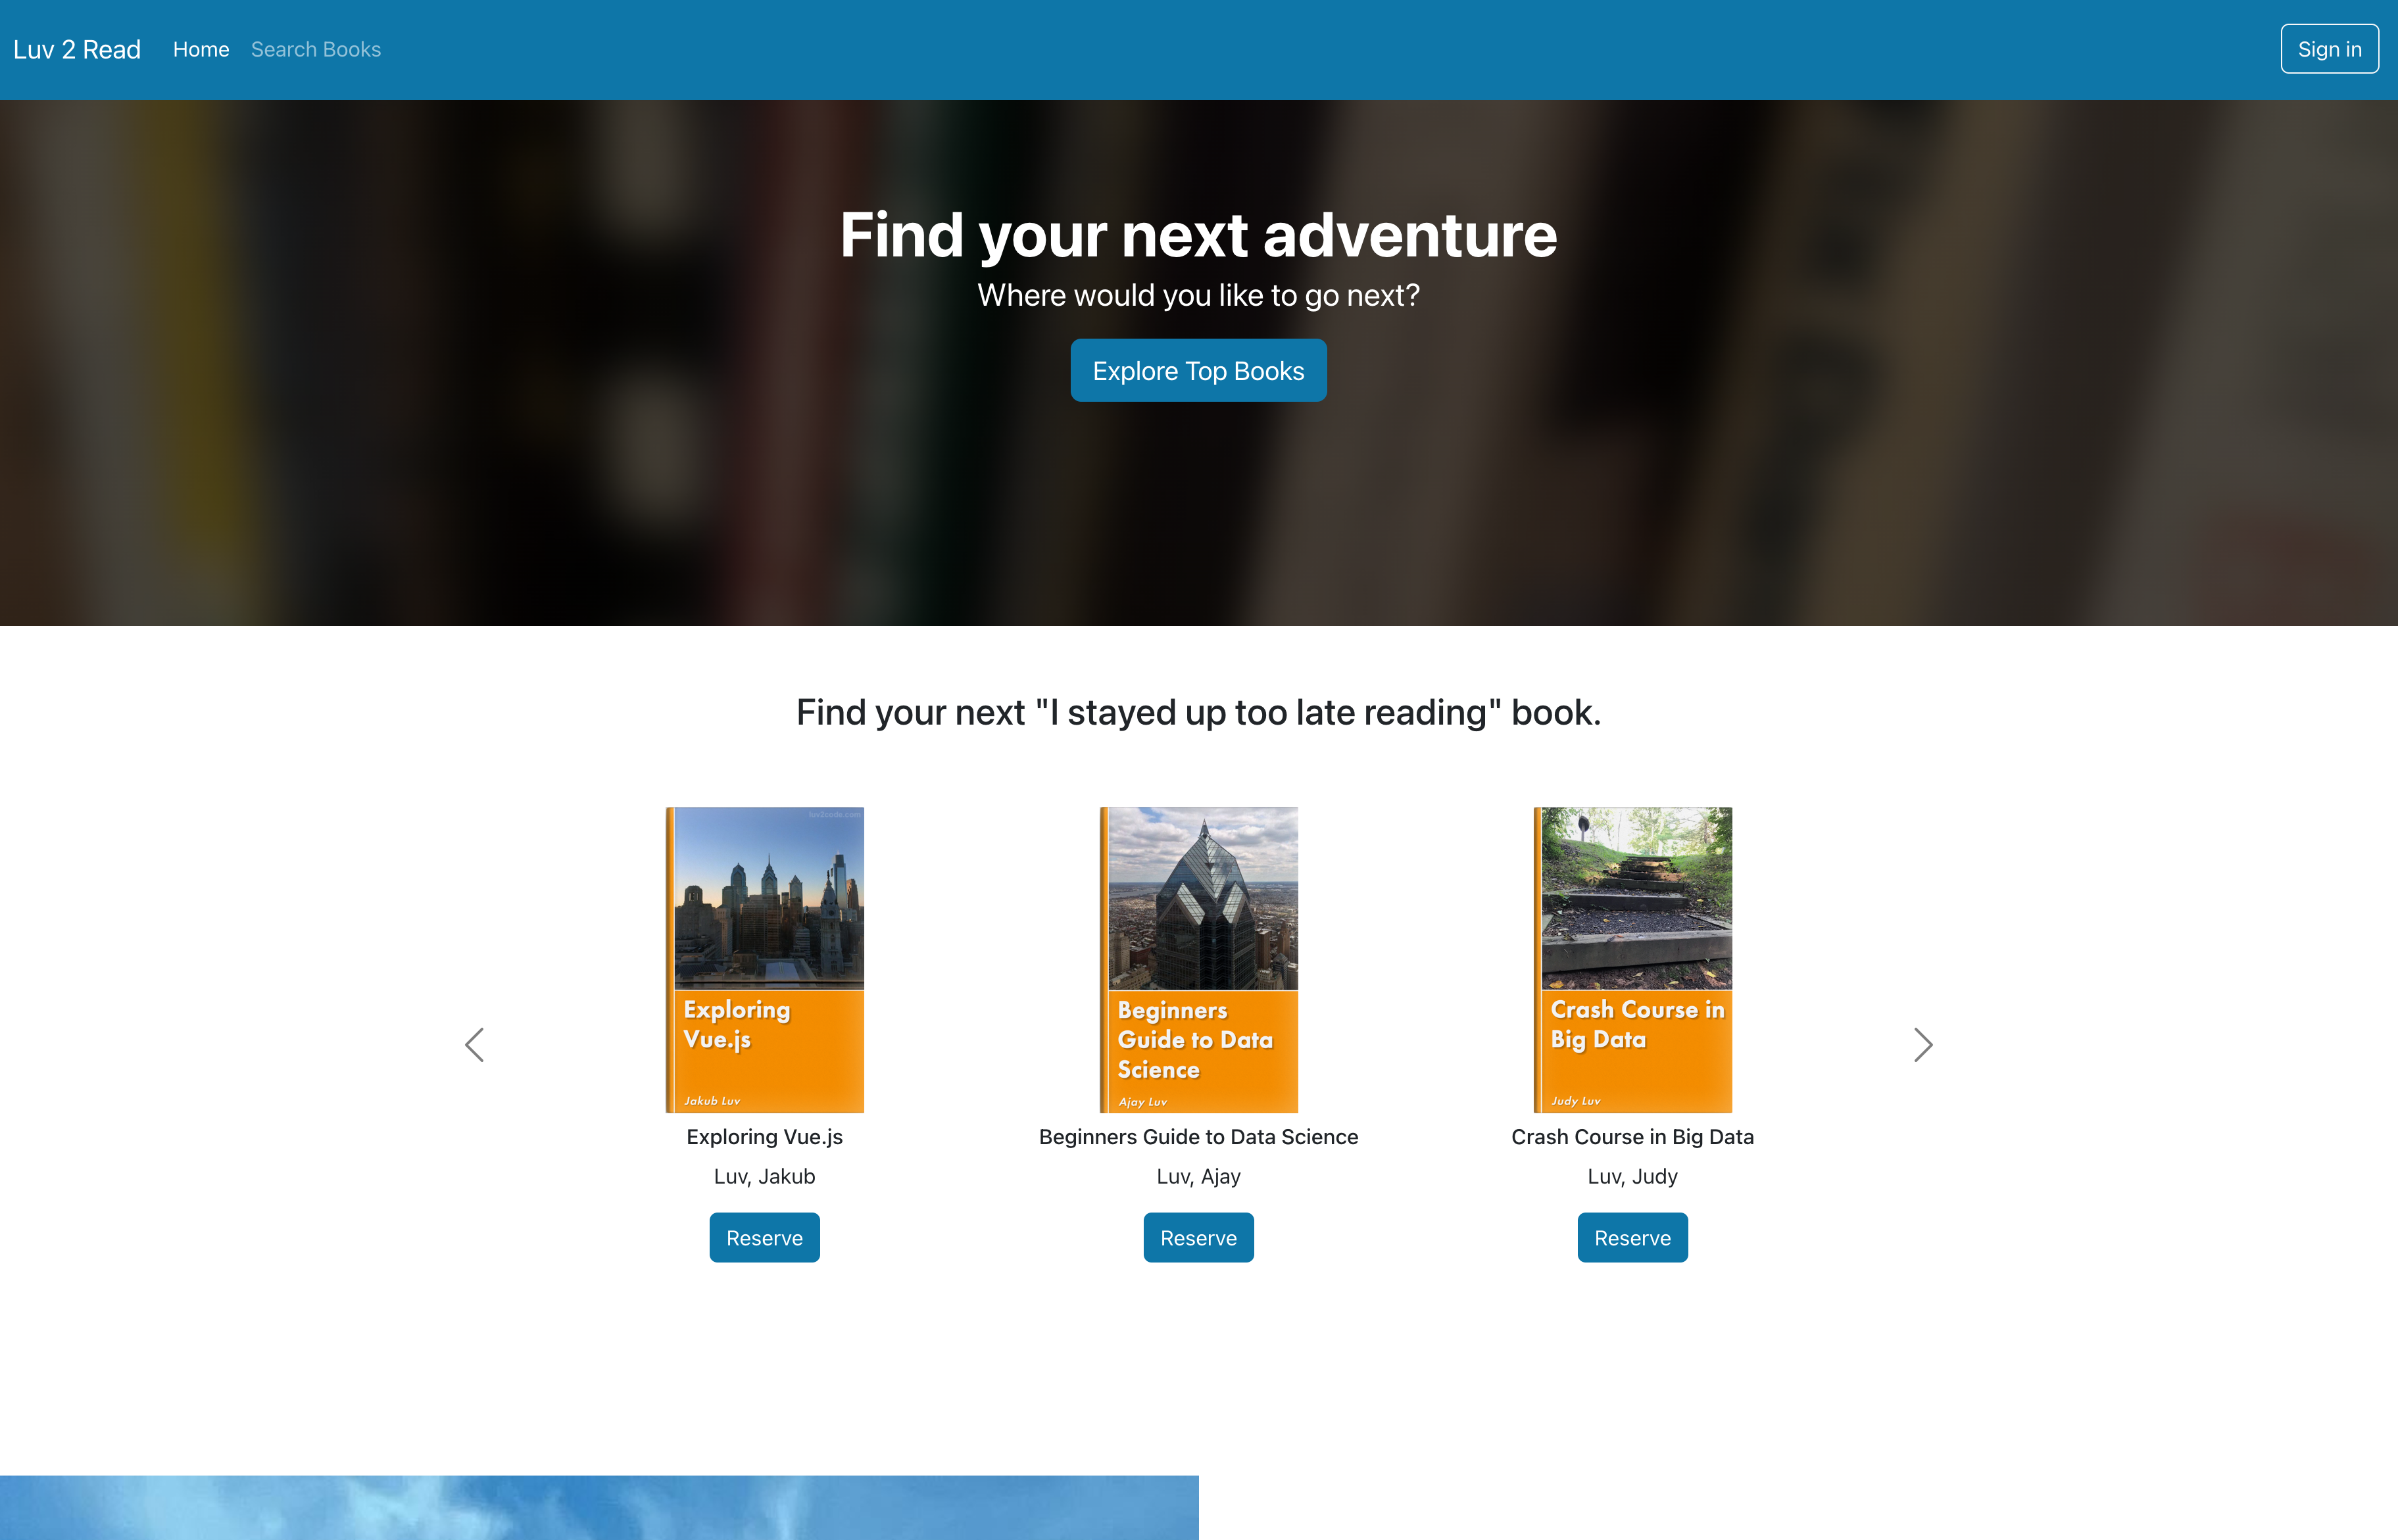 Luv 2 Read Home Search Books Sign in
Find your next adventure
Where would you like to go next?
Explore Top Books
Find your next "I stayed up too late reading" book.
luv2code.com
Exploring
Vue.js
Jakub Luv
Exploring Vue.js
Luv, Jakub
Reserve
Beginners
Guide to Data
Science
Ajay Luv
Beginners Guide to Data Science
Luv, Ajay
Reserve
Crash Course in
Big Data
Judy Luv
Crash Course in Big Data
Luv, Judy
Reserve